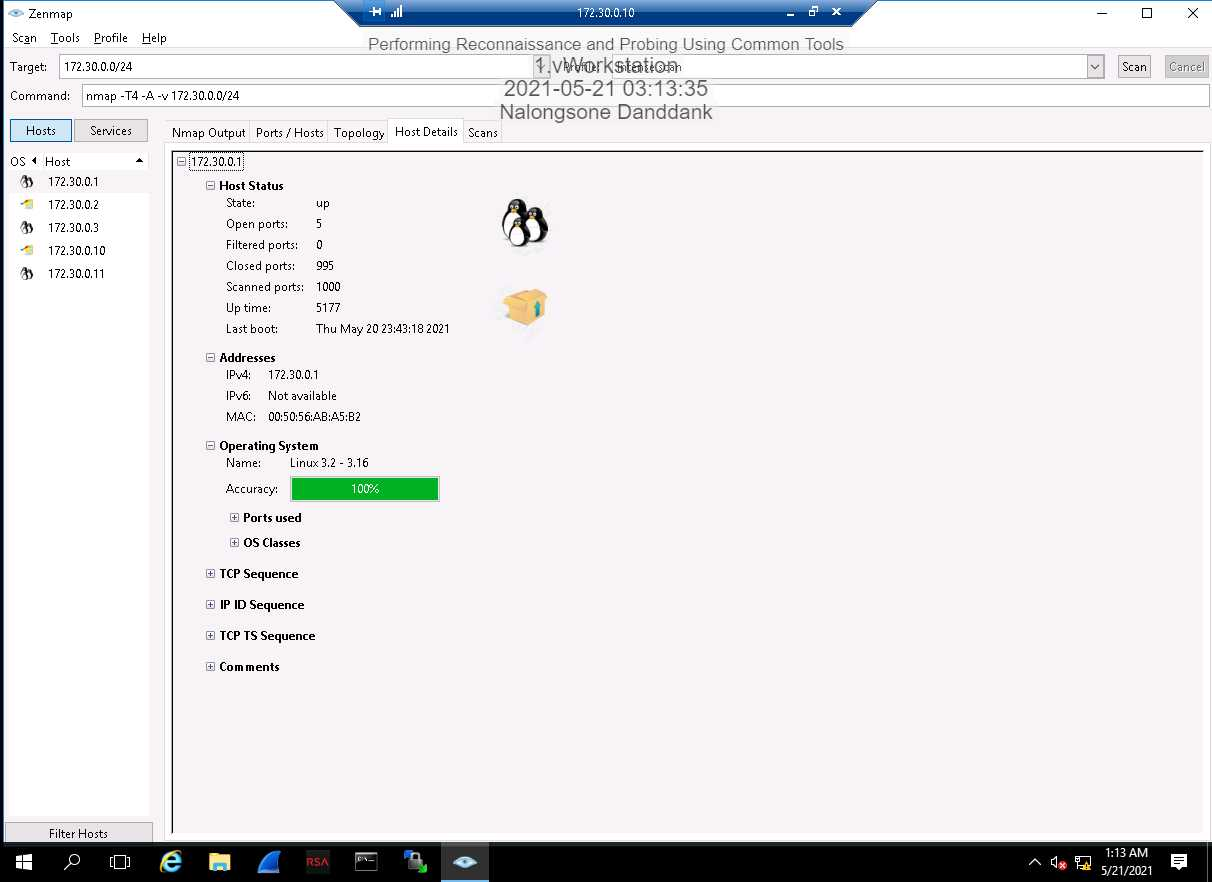 Zenmap
172.30.0.10
Scan Tools Profile Help
Performing Reconnaissance and Probing Using Common Tools
Target: 172.30.0.0/24 Profile: Intense scan Scan Cancel
1.vWorkstation
2021-05-21 03:13:35
Command: nmap -T4 -A -v 172.30.0.0/24
Nalongsone Danddank
Hosts Services
Nmap Output Ports / Hosts Topology Host Details Scans
OS Host
172.30.0.1
172.30.0.2
172.30.0.3
172.30.0.10
172.30.0.11
172.30.0.1
Host Status
State: up
Open ports: 5
Filtered ports: 0
Closed ports: 995
Scanned ports: 1000
Up time: 5177
Last boot: Thu May 20 23:43:18 2021
Addresses
IPv4: 172.30.0.1
IPv6: Not available
MAC: 00:50:56:AB:A5:B2
Operating System
Name: Linux 3.2 - 3.16
Accuracy: 100%
Ports used
OS Classes
TCP Sequence
IP ID Sequence
TCP TS Sequence
Comments
Filter Hosts
RSA
1:13 AM
5/21/2021